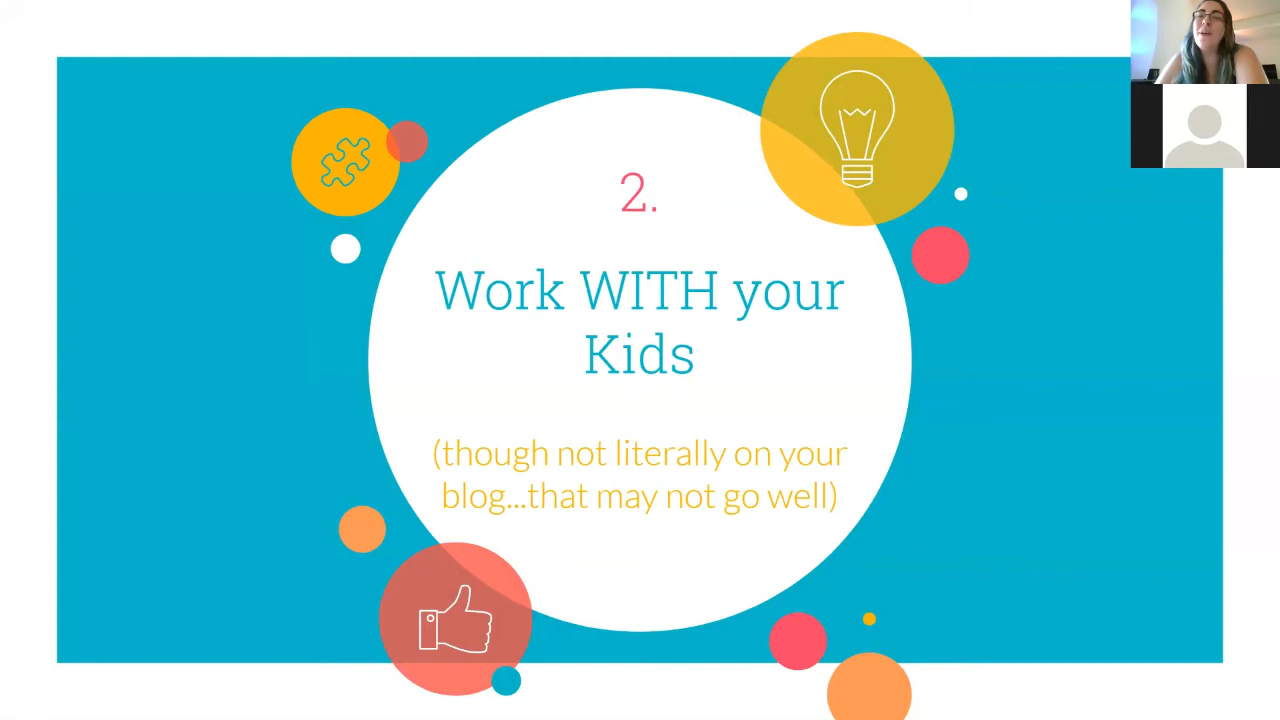 2.
Work WITH your
Kids
(though not literally on your
blog...that may not go well)